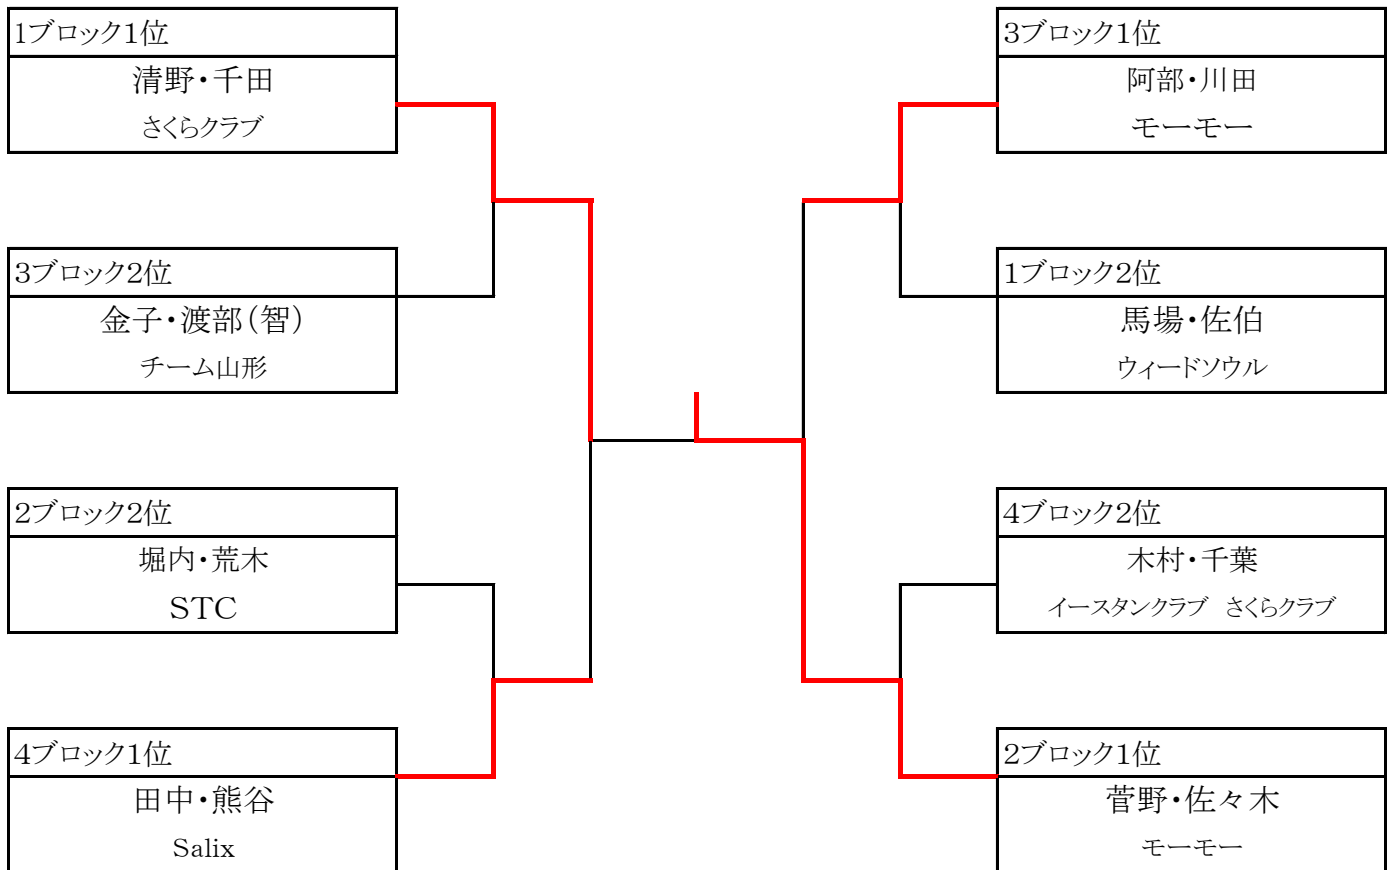 1ブロック1位
清野・千田
さくらクラブ
3ブロック2位
金子・渡部(智)
チーム山形
2ブロック2位
堀内・荒木
STC
4ブロック1位
田中・熊谷
Salix
3ブロック1位
阿部・川田
モーモー
1ブロック2位
馬場・佐伯
ウィードソウル
4ブロック2位
木村・千葉
イースタンクラブ さくらクラブ
2ブロック1位
菅野・佐々木
モーモー